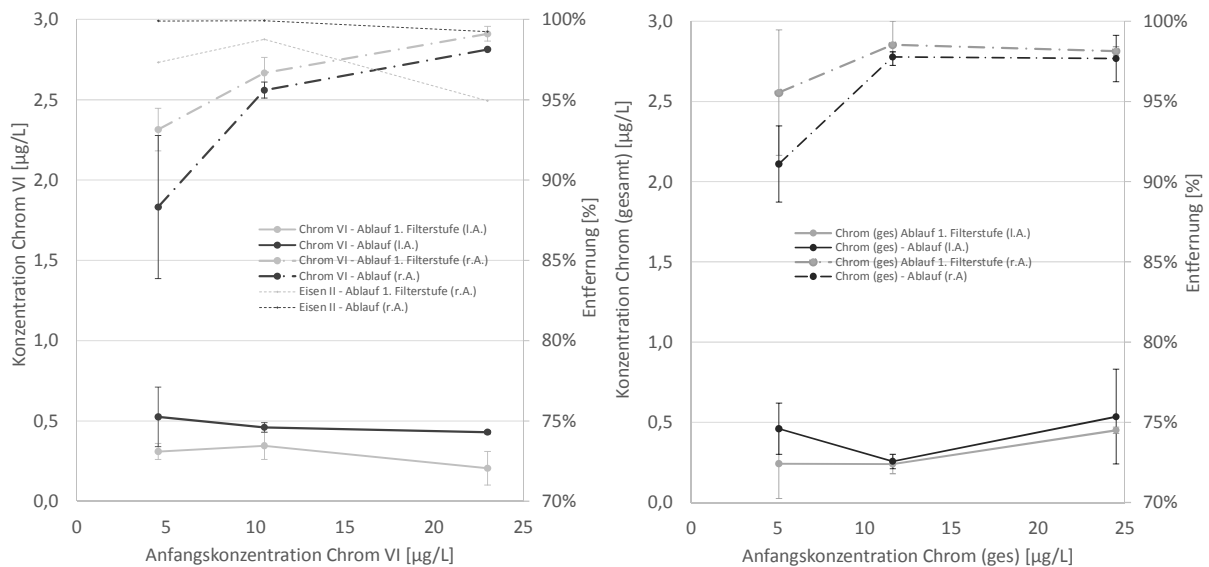 3,0
2,5
2,0
1,5
1,0
0,5
0,0
Konzentration Chrom VI [µg/L]
100%
95%
90%
85%
80%
75%
70%
Entfernung [%]
Chrom VI - Ablauf 1. Filterstufe (l.A.)
Chrom VI - Ablauf (l.A.)
Chrom VI - Ablauf 1. Filterstufe (r.A.)
Chrom VI - Ablauf (r.A.)
Eisen II - Ablauf 1. Filterstufe (r.A.)
Eisen II - Ablauf (r.A.)
0 5 10 15 20 25
Anfangskonzentration Chrom VI [µg/L]
3,0
2,5
2,0
1,5
1,0
0,5
0,0
Konzentration Chrom (gesamt) [µg/L]
100%
95%
90%
85%
80%
75%
70%
Entfernung [%]
Chrom (ges) Ablauf 1. Filterstufe (l.A.)
Chrom (ges) - Ablauf (l.A.)
Chrom (ges) Ablauf 1. Filterstufe (r.A.)
Chrom (ges) - Ablauf (r.A)
0 5 10 15 20 25
Anfangskonzentration Chrom (ges) [µg/L]